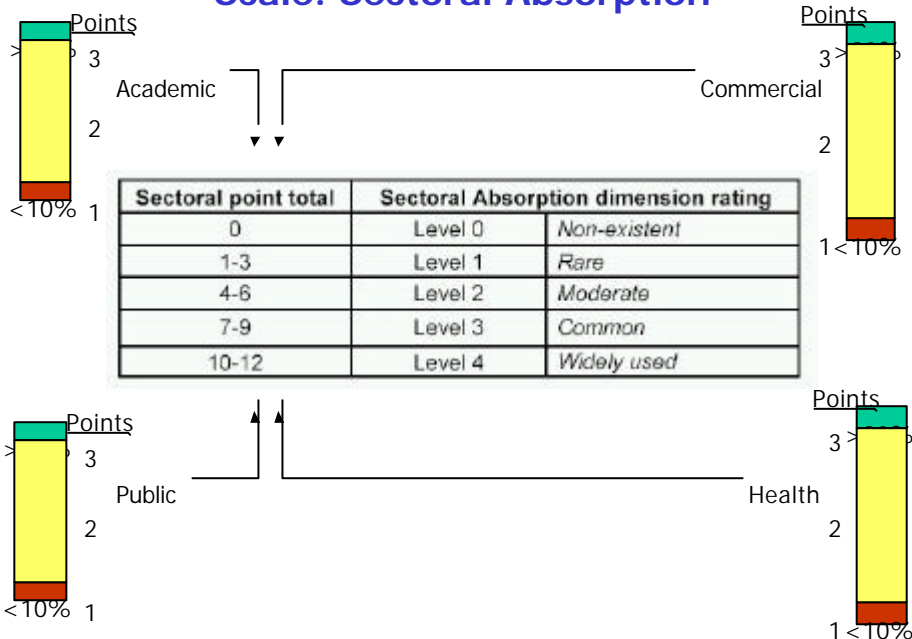 Scale: Sectoral Absorption
Points
3
Academic
2
<10% 1
Points
3>
Commercial
2
1<10%
Sectoral point total Sectoral Absorption dimension rating
0 Level 0 Non-existent
1-3 Level 1 Rare
4-6 Level 2 Moderate
7-9 Level 3 Common
10-12 Level 4 Widely used
Points
3
Public
2
<10% 1
Points
3>
Health
2
1<10%